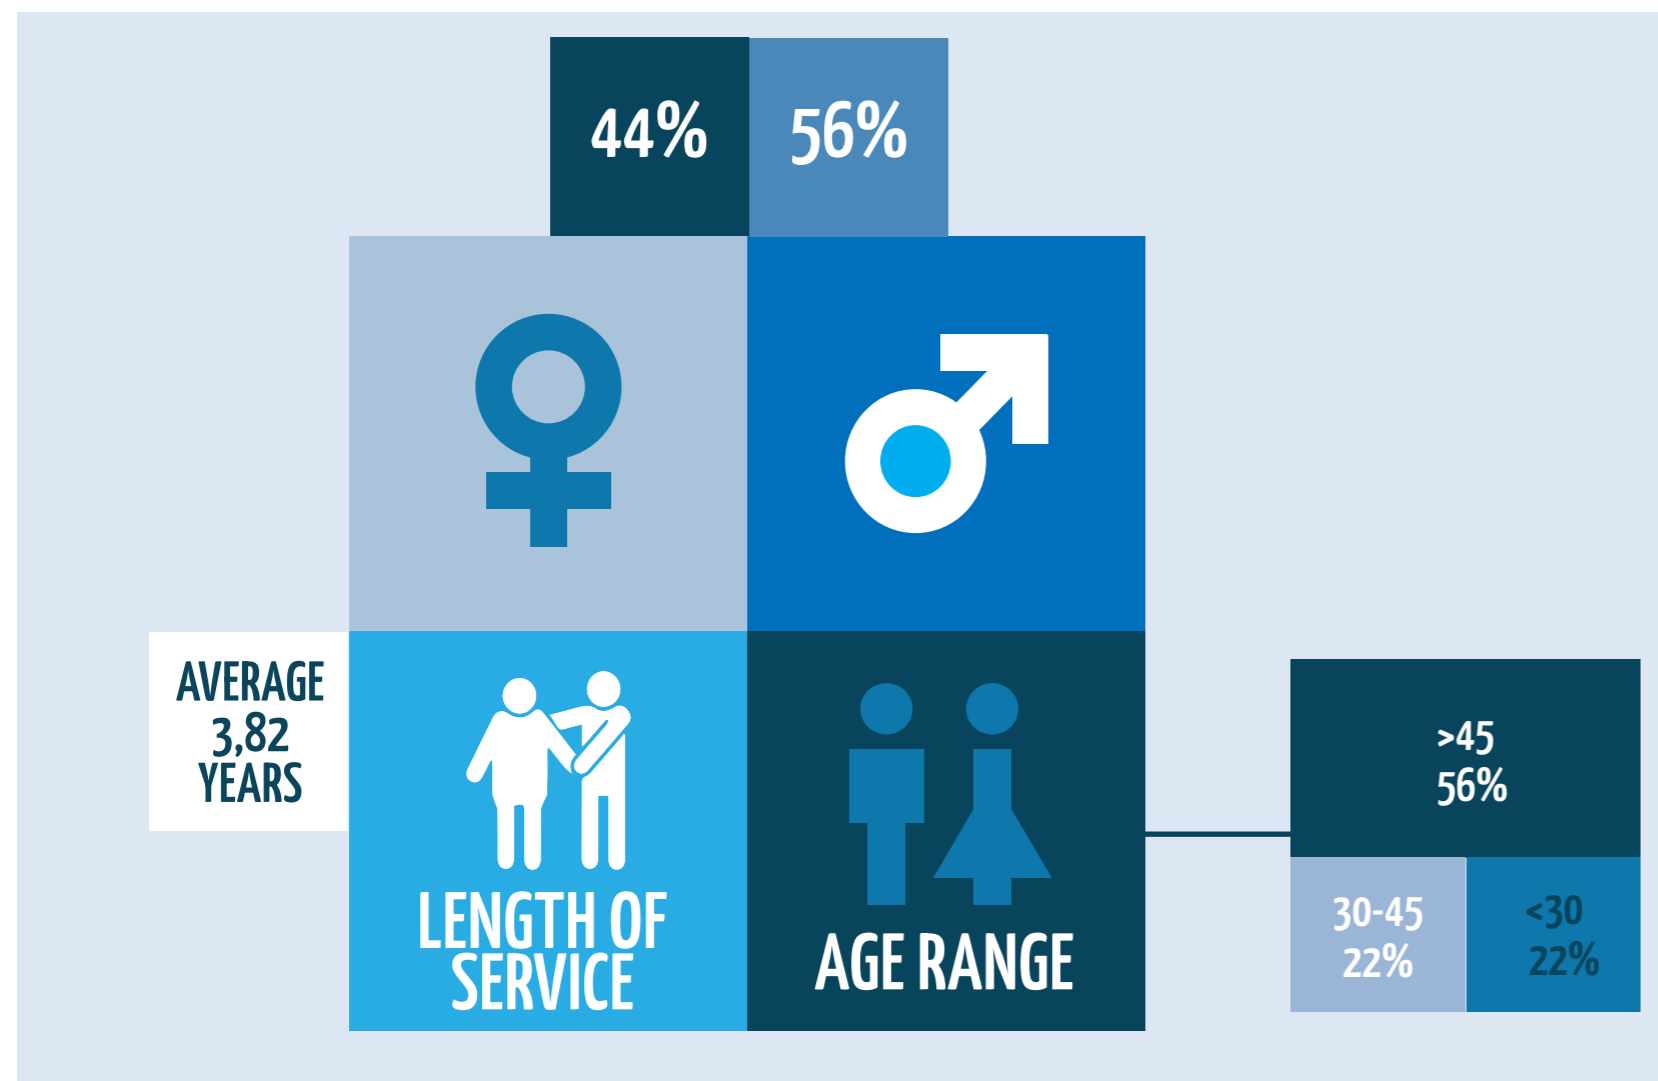 44%
56%
AVERAGE
3,82
YEARS
LENGTH OF
SERVICE
AGE RANGE
>45
56%
30-45
22%
<30
22%